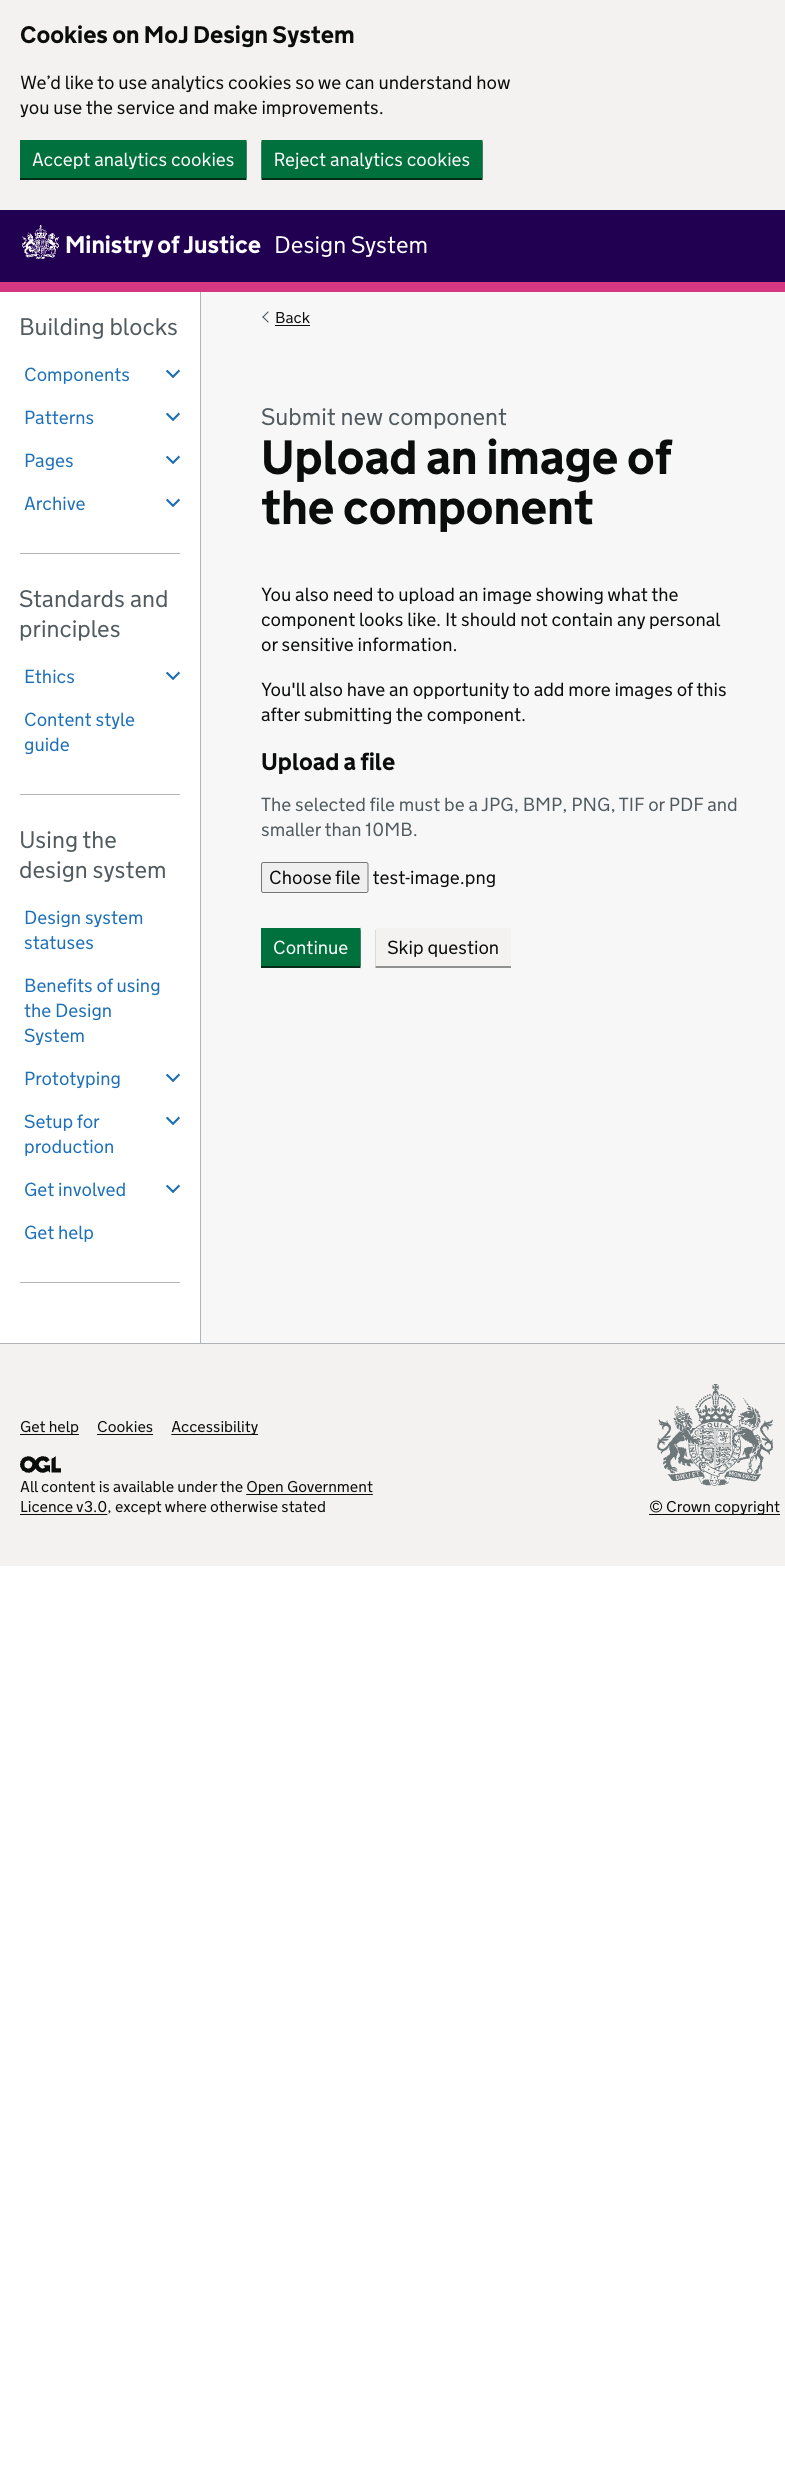 Cookies on MoJ Design System
We’d like to use analytics cookies so we can understand how
you use the service and make improvements.
Accept analytics cookies
Reject analytics cookies
Ministry of Justice Design System
Building blocks
Components
Patterns
Pages
Archive
Standards and
principles
Ethics
Content style
guide
Using the
design system
Design system
statuses
Benefits of using
the Design
System
Prototyping
Setup for
production
Get involved
Get help
Back
Submit new component
Upload an image of
the component
You also need to upload an image showing what the
component looks like. It should not contain any personal
or sensitive information.
You'll also have an opportunity to add more images of this
after submitting the component.
Upload a file
The selected file must be a JPG, BMP, PNG, TIF or PDF and
smaller than 10MB.
Choose file test-image.png
Continue
Skip question
Get help Cookies Accessibility
OGL
All content is available under the Open Government
Licence v3.0, except where otherwise stated
© Crown copyright